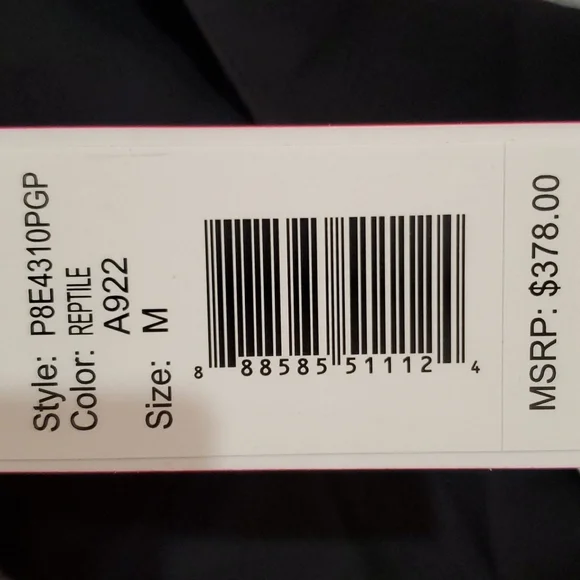 Style: P8E4310PGP
Color: REPTILE
A922
Size: M
8 88585 51112 4
MSRP: $378.00